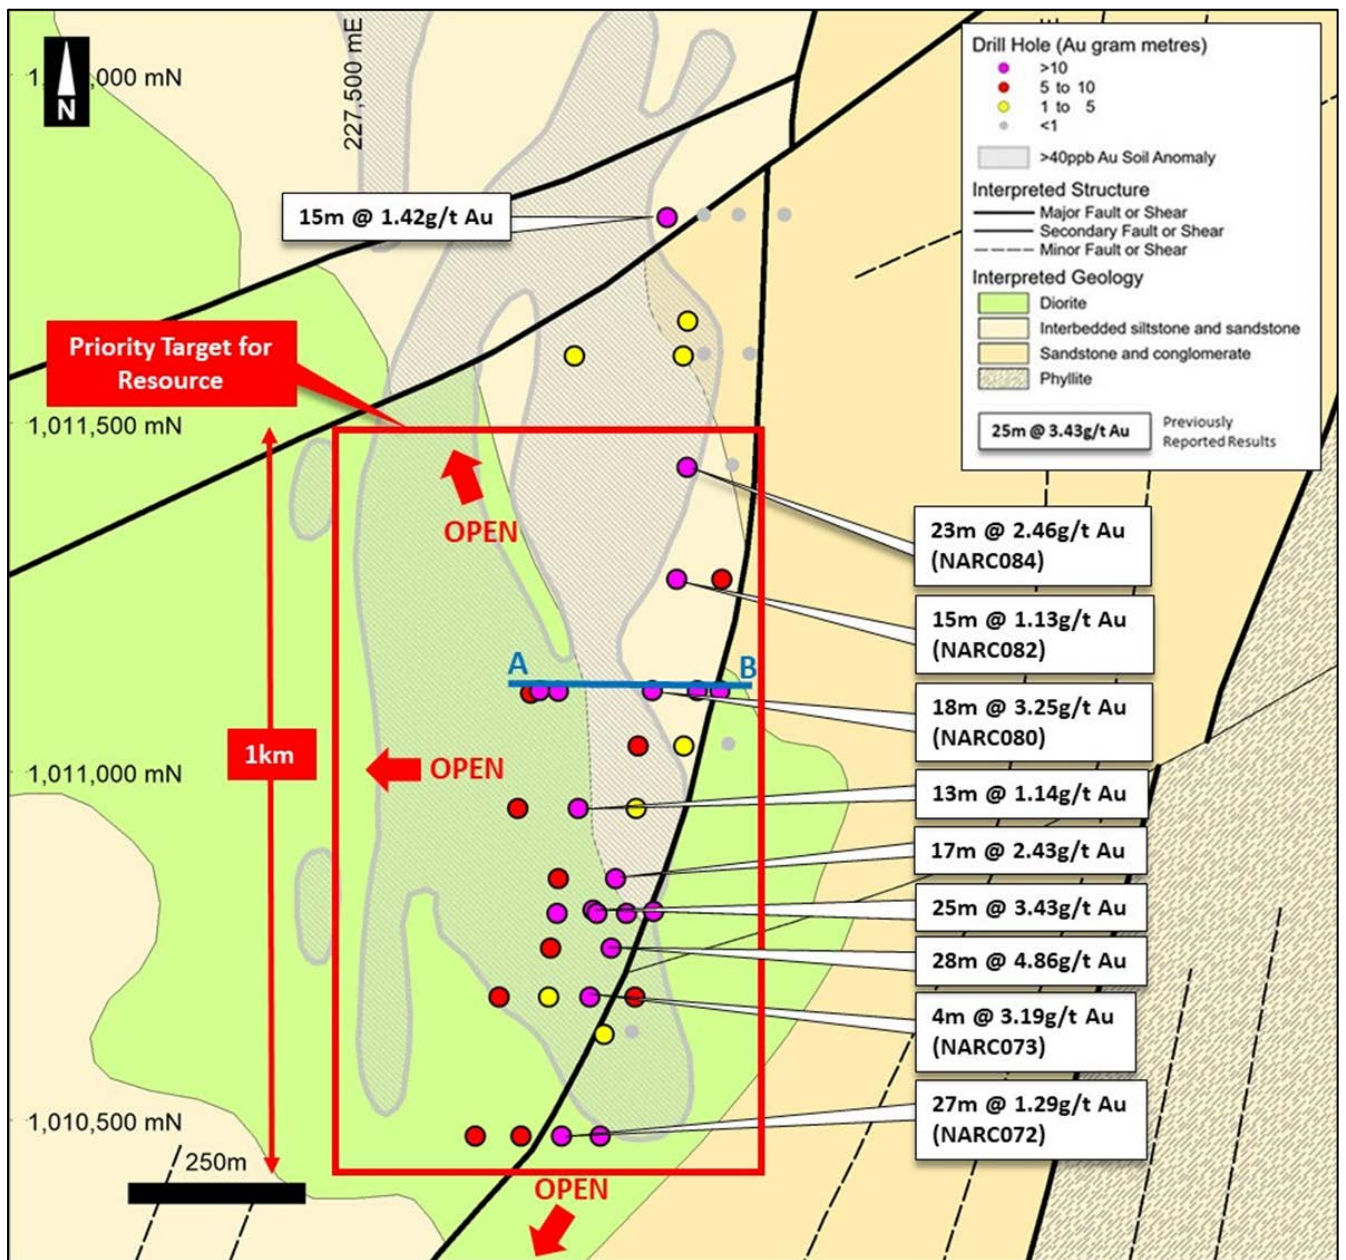 N
1, ,000 mN
227,500 mE
15m @ 1.42g/t Au
Priority Target for
Resource
1,011,500 mN
OPEN
A
B
1km
OPEN
1,011,000 mN
1,010,500 mN
250m
OPEN
Drill Hole (Au gram metres)
>10
5 to 10
1 to 5
<1
>40ppb Au Soil Anomaly
Interpreted Structure
Major Fault or Shear
Secondary Fault or Shear
Minor Fault or Shear
Interpreted Geology
Diorite
Interbedded siltstone and sandstone
Sandstone and conglomerate
Phyllite
25m @ 3.43g/t Au
Previously
Reported Results
23m @ 2.46g/t Au
(NARC084)
15m @ 1.13g/t Au
(NARC082)
18m @ 3.25g/t Au
(NARC080)
13m @ 1.14g/t Au
17m @ 2.43g/t Au
25m @ 3.43g/t Au
28m @ 4.86g/t Au
4m @ 3.19g/t Au
(NARC073)
27m @ 1.29g/t Au
(NARC072)